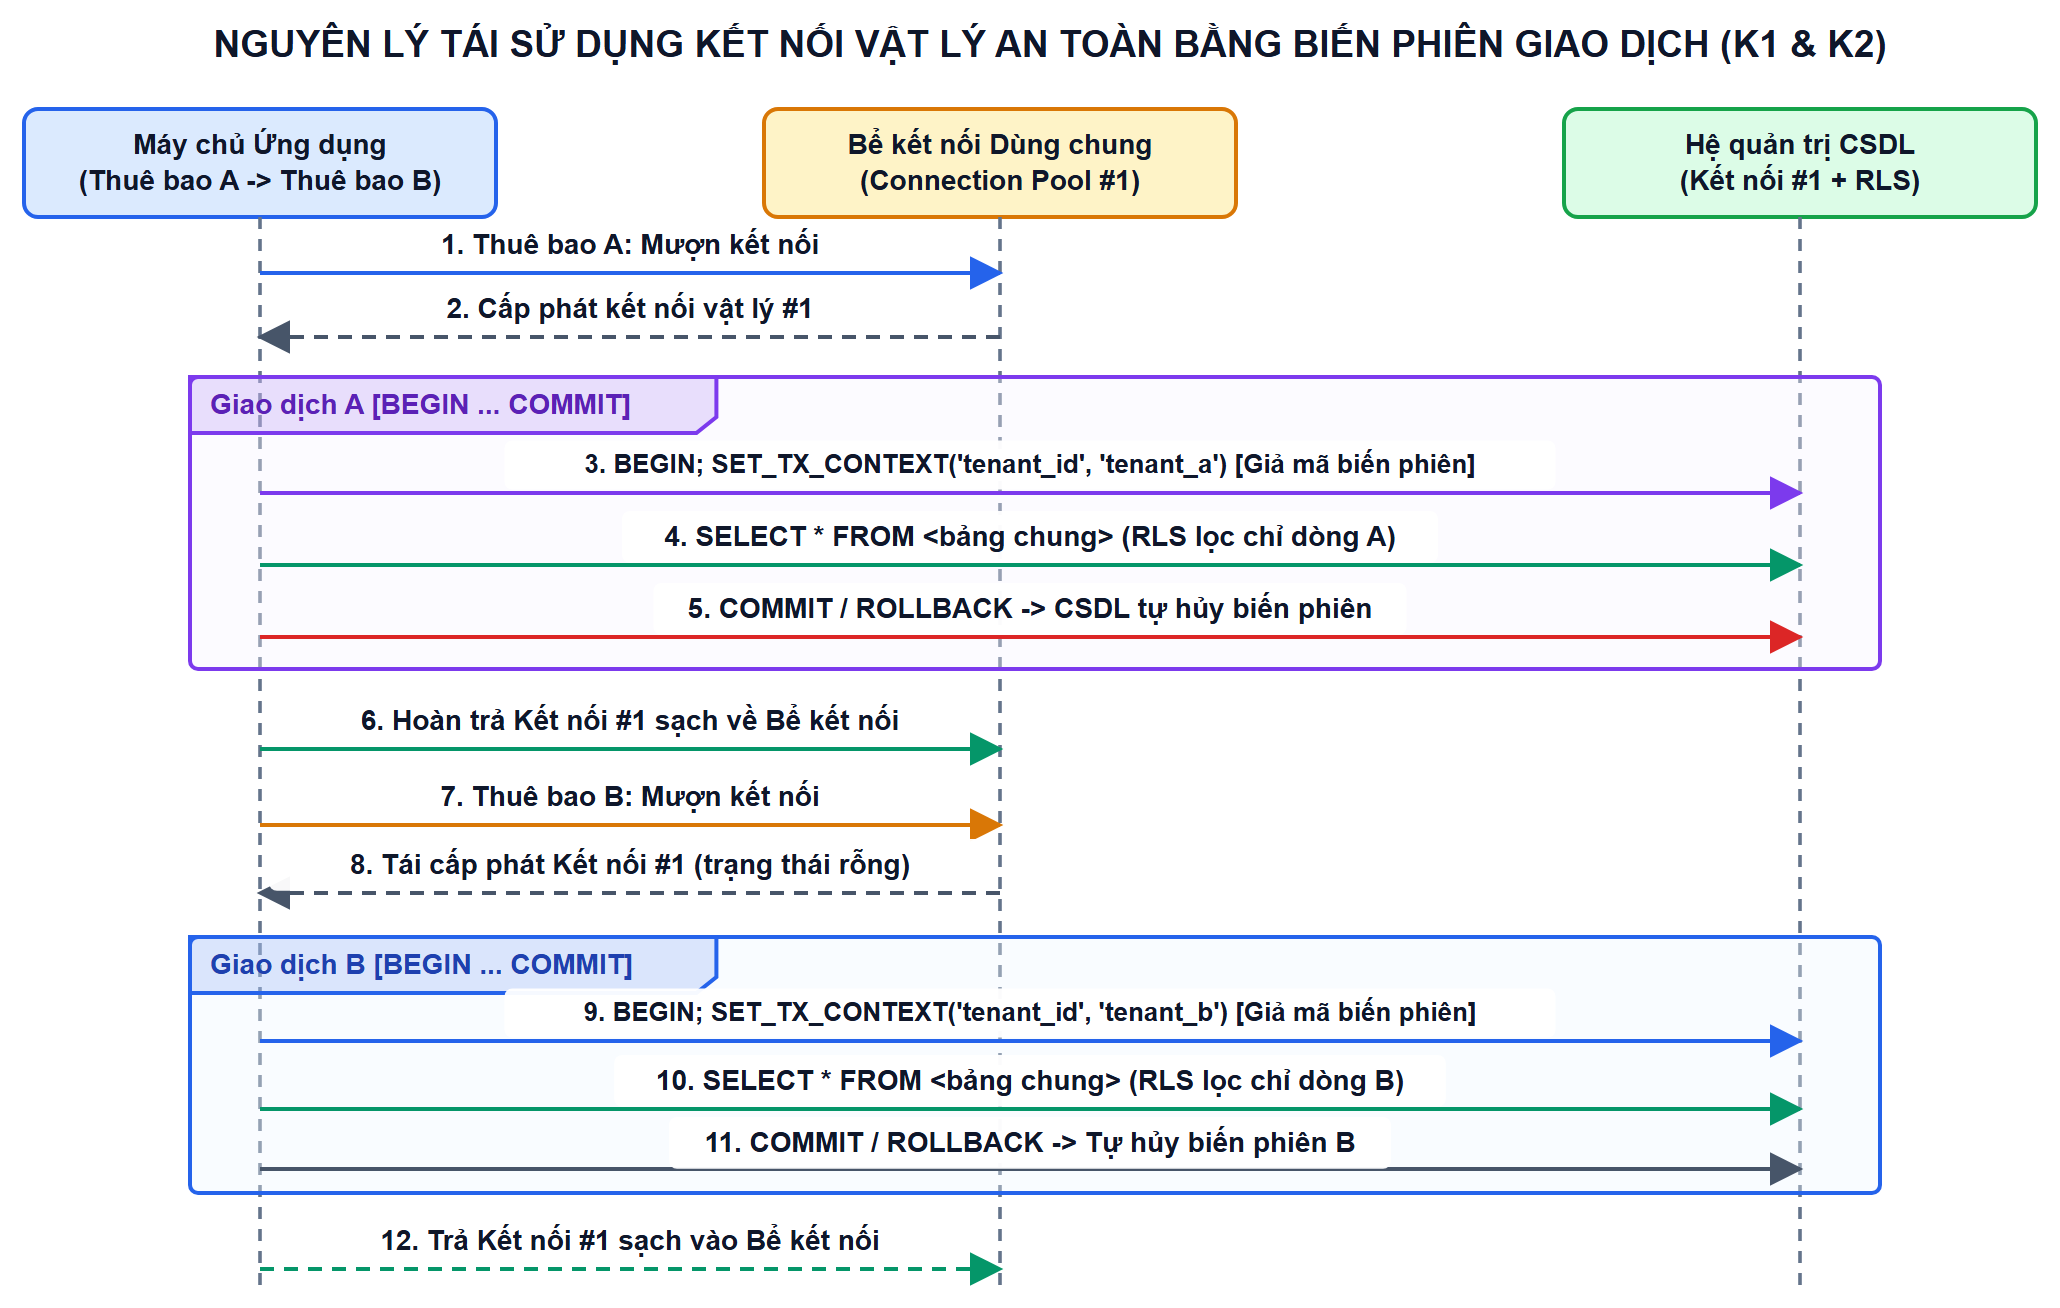 NGUYÊN LÝ TÁI SỬ DỤNG KẾT NỐI VẬT LÝ AN TOÀN BẰNG BIẾN PHIÊN GIAO DỊCH (K1 & K2)
Máy chủ Ứng dụng
(Thuê bao A -> Thuê bao B)
Bể kết nối Dùng chung
(Connection Pool #1)
Hệ quản trị CSDL
(Kết nối #1 + RLS)
1. Thuê bao A: Mượn kết nối
2. Cấp phát kết nối vật lý #1
Giao dịch A [BEGIN ... COMMIT]
3. BEGIN; SET_TX_CONTEXT('tenant_id', 'tenant_a') [Giả mã biến phiên]
4. SELECT * FROM <bảng chung> (RLS lọc chỉ dòng A)
5. COMMIT / ROLLBACK -> CSDL tự hủy biến phiên
6. Hoàn trả Kết nối #1 sạch về Bể kết nối
7. Thuê bao B: Mượn kết nối
8. Tái cấp phát Kết nối #1 (trạng thái rỗng)
Giao dịch B [BEGIN ... COMMIT]
9. BEGIN; SET_TX_CONTEXT('tenant_id', 'tenant_b') [Giả mã biến phiên]
10. SELECT * FROM <bảng chung> (RLS lọc chỉ dòng B)
11. COMMIT / ROLLBACK -> Tự hủy biến phiên B
12. Trả Kết nối #1 sạch vào Bể kết nối